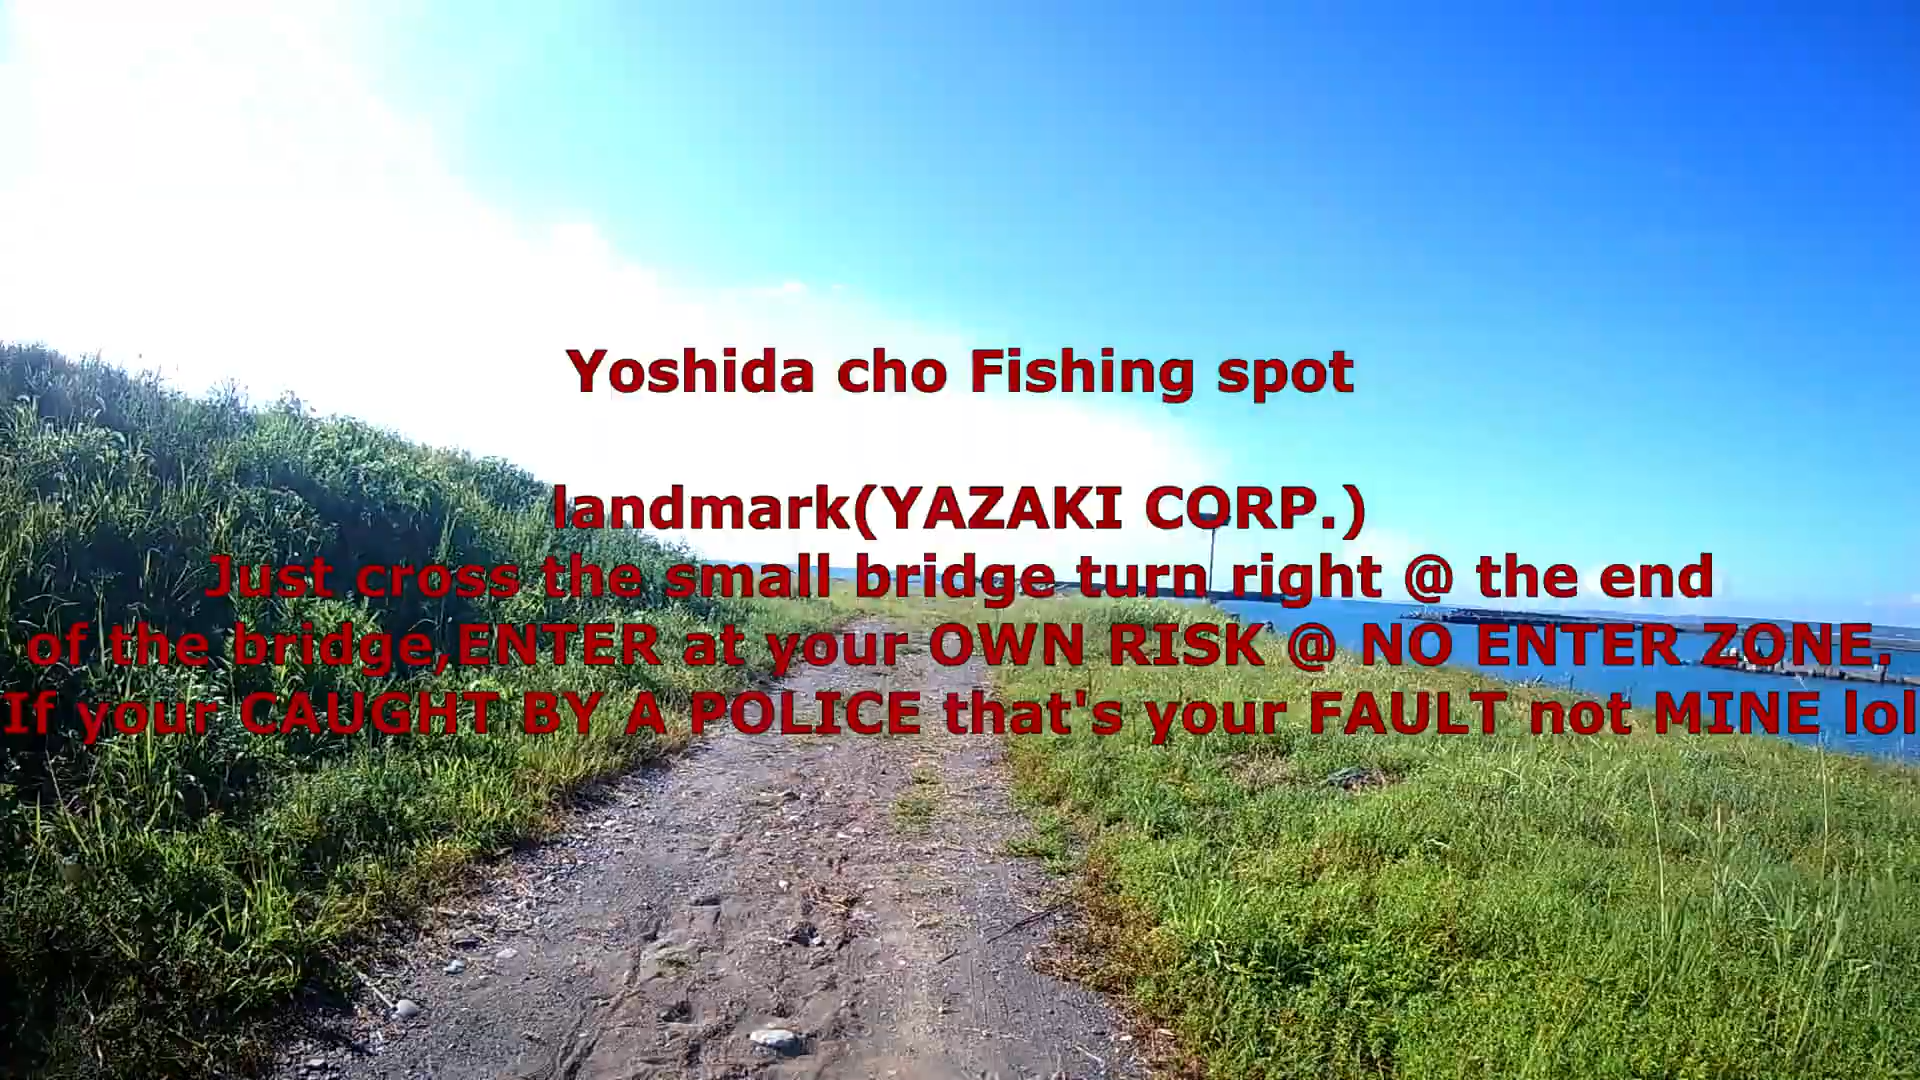 Yoshida cho Fishing spot
landmark(YAZAKI CORP.)
Just cross the small bridge turn right @ the end
of the bridge,ENTER at your OWN RISK @ NO ENTER ZONE.
If your CAUGHT BY A POLICE that's your FAULT not MINE lol